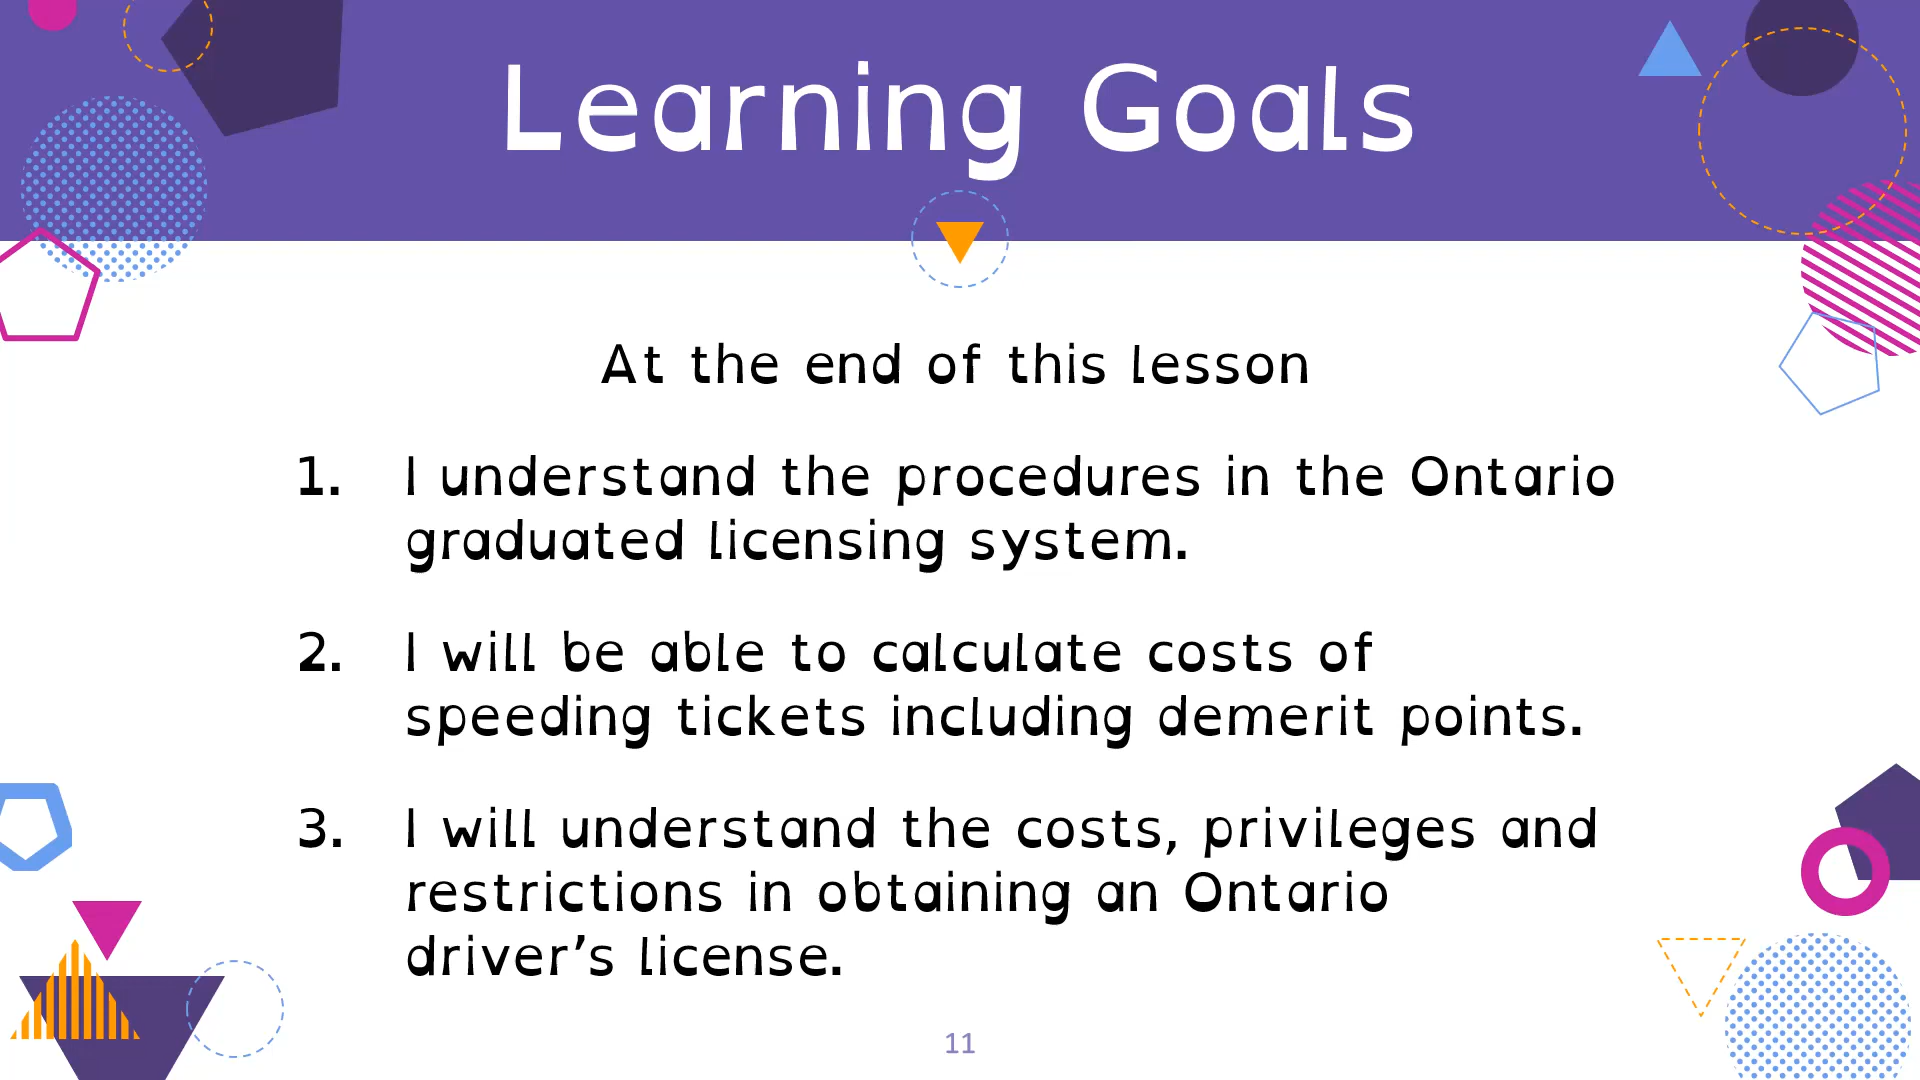 Learning Goals
At the end of this lesson
1. I understand the procedures in the Ontario
graduated licensing system.
2. I will be able to calculate costs of
speeding tickets including demerit points.
3. I will understand the costs, privileges and
restrictions in obtaining an Ontario
driver’s license.
11